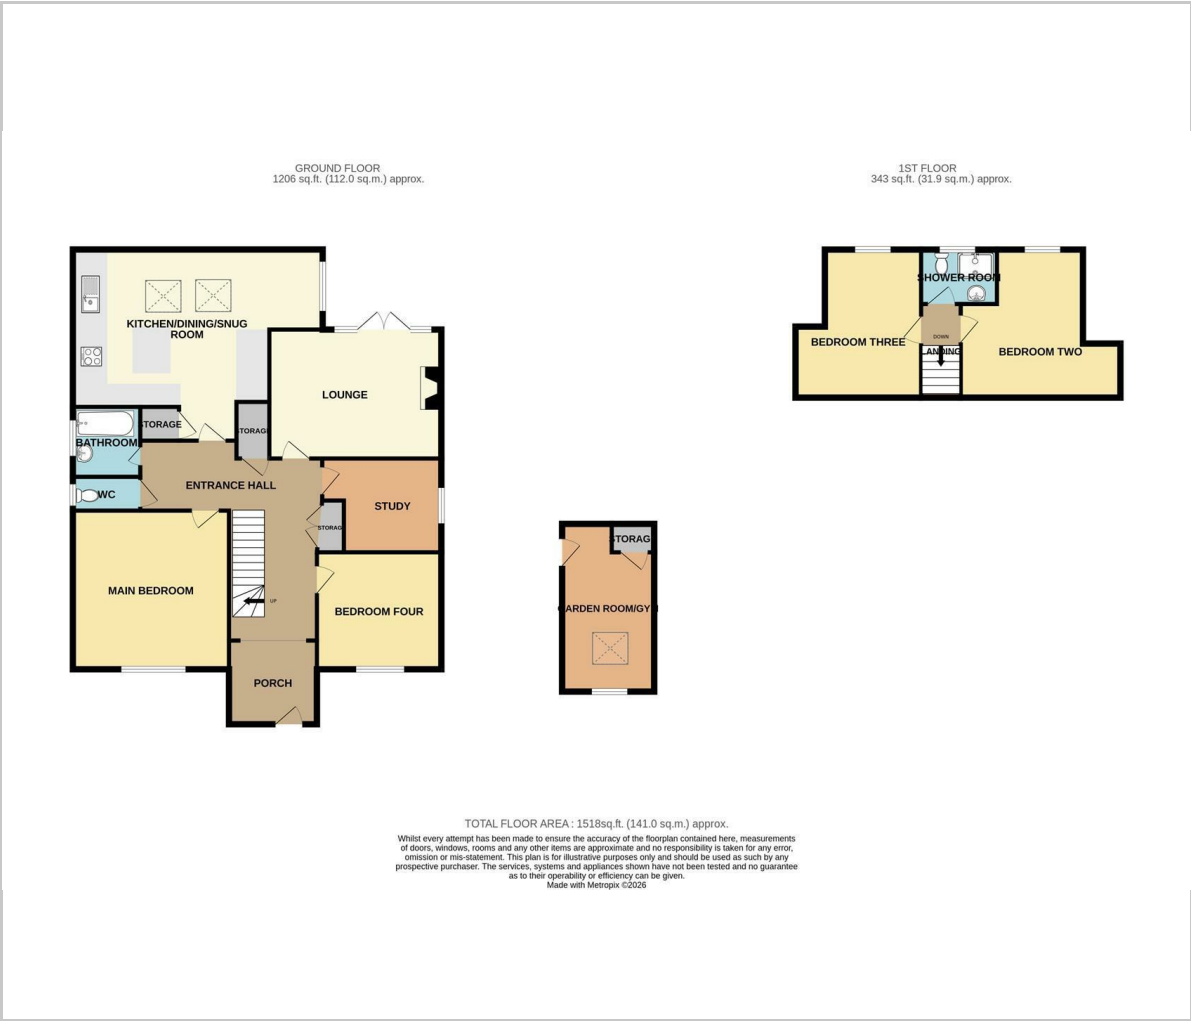 GROUND FLOOR
1206 sq.ft. (112.0 sq.m.) approx.
1ST FLOOR
343 sq.ft. (31.9 sq.m.) approx.
KITCHEN/DINING/SNUG
ROOM
LOUNGE
STORAGE
STORAGE
BATHROOM
WC
ENTRANCE HALL
STUDY
STORAG
MAIN BEDROOM
UP
BEDROOM FOUR
PORCH
STORAG
GARDEN ROOM/GYM
SHOWER ROOM
BEDROOM THREE
DOWN
LANDING
BEDROOM TWO
TOTAL FLOOR AREA : 1518sq.ft. (141.0 sq.m.) approx.
Whilst every attempt has been made to ensure the accuracy of the floorplan contained here, measurements
of doors, windows, rooms and any other items are approximate and no responsibility is taken for any error,
omission or mis-statement. This plan is for illustrative purposes only and should be used as such by any
prospective purchaser. The services, systems and appliances shown have not been tested and no guarantee
as to their operability or efficiency can be given.
Made with Metropix ©2026